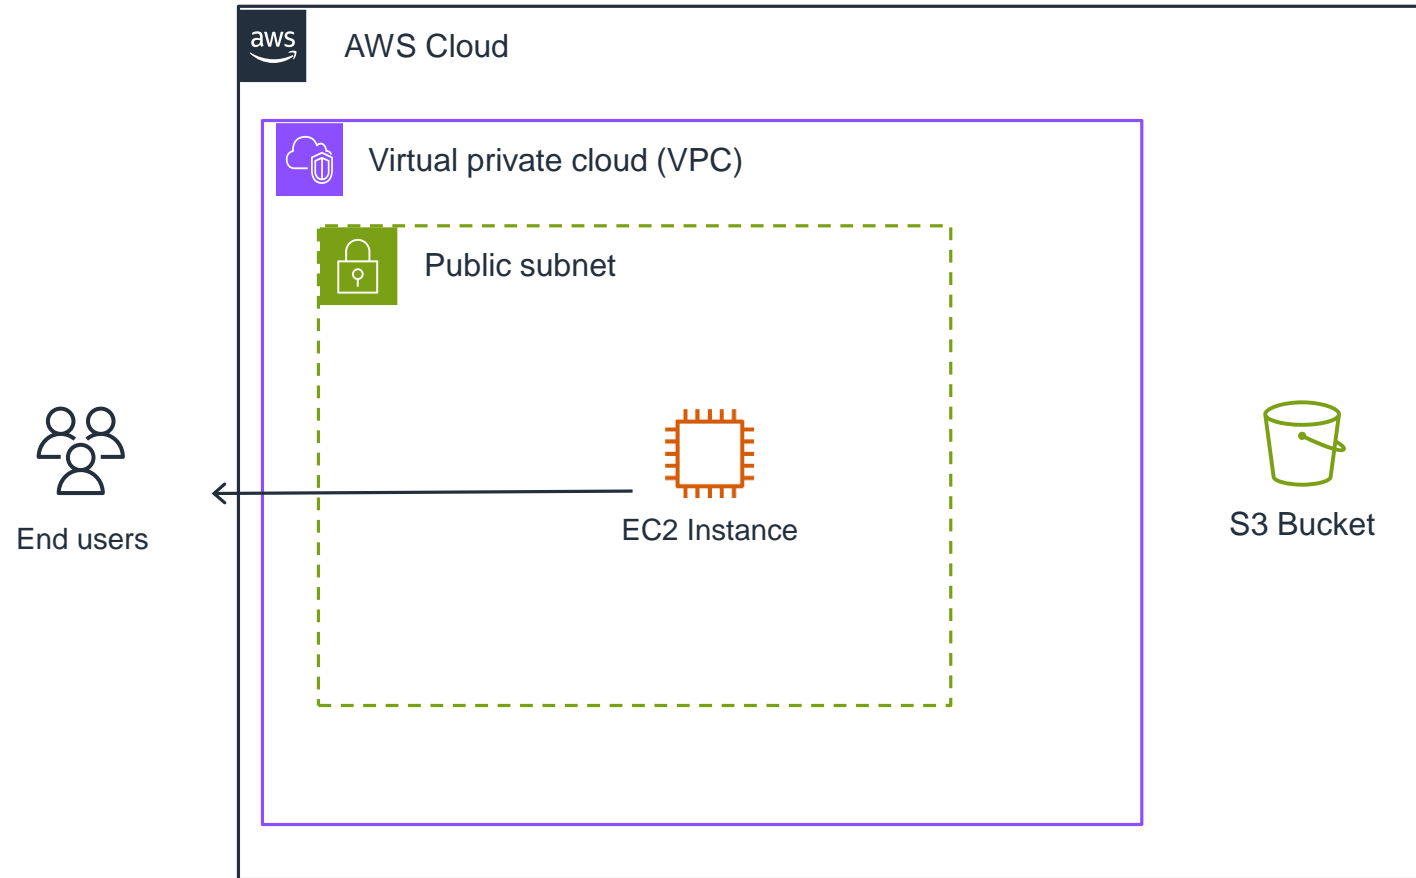 aws
AWS Cloud
Virtual private cloud (VPC)
Public subnet
EC2 Instance
End users
S3 Bucket